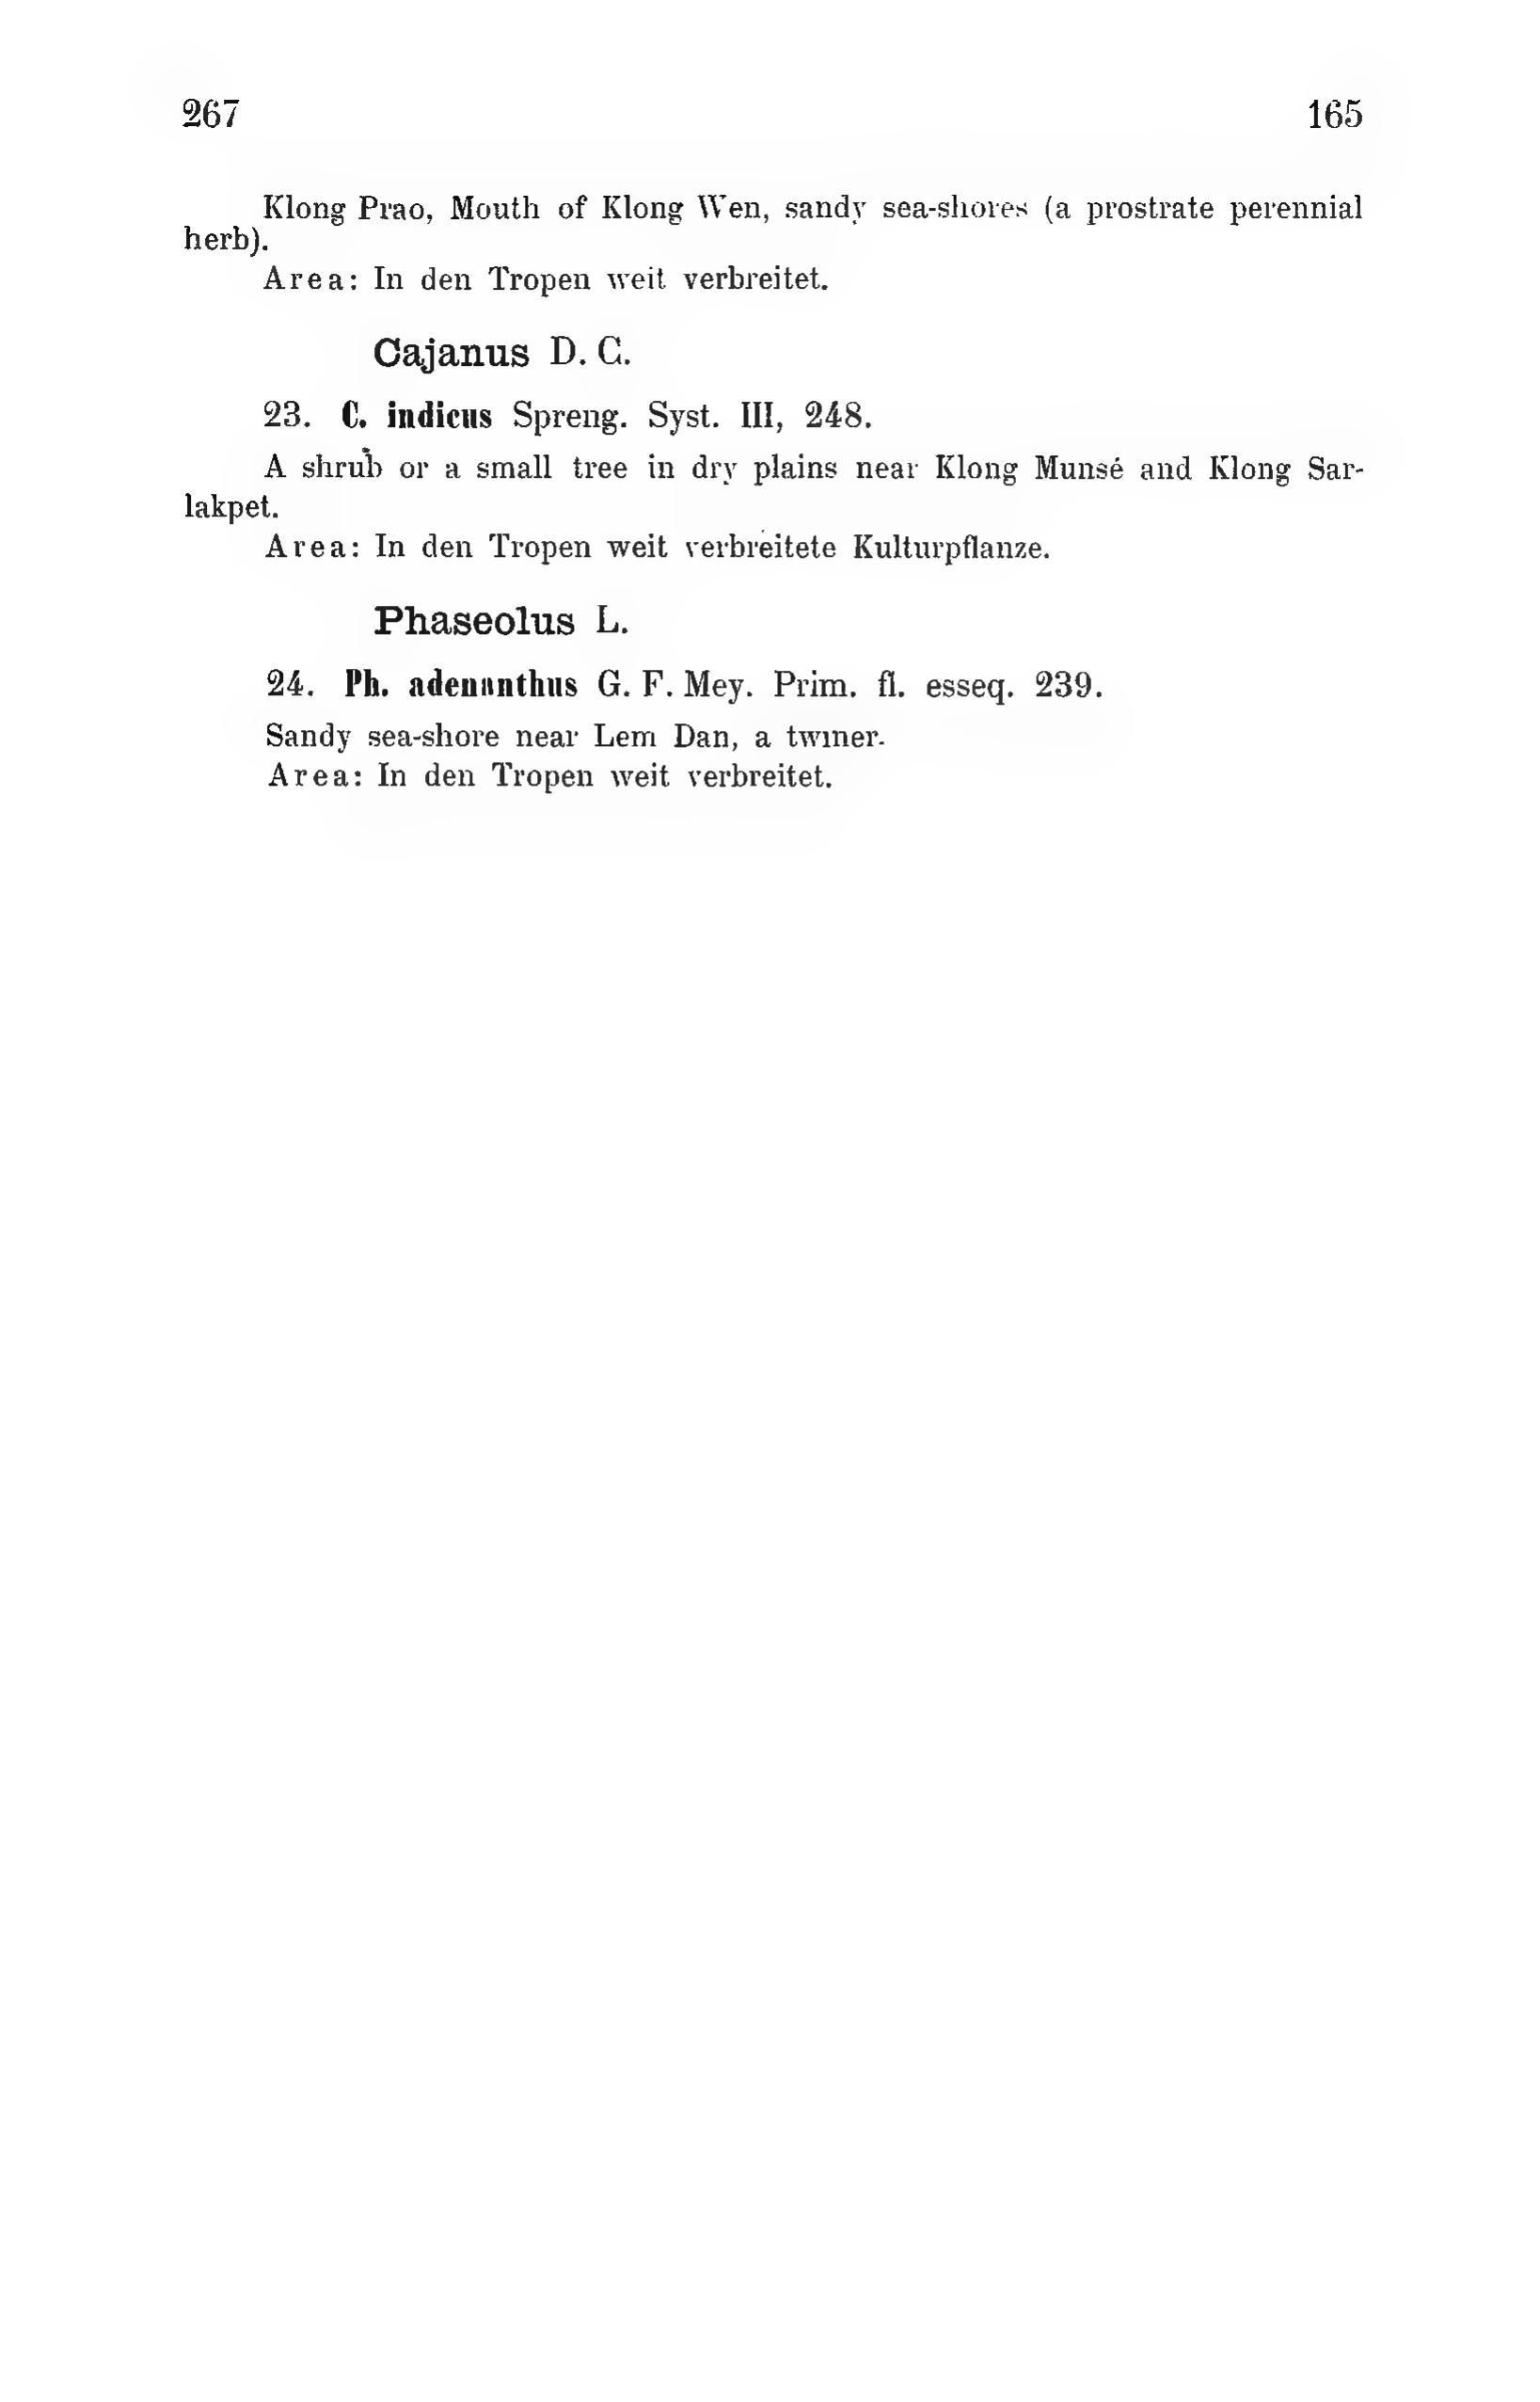 267 165
Klong Prao, Mouth of Klong Wen, sandy sea-shores (a prostrate perennial
herb).
Area: In den Tropen weit verbreitet.
Cajanus D. C.
23. C. indicus Spreng. Syst. III, 248.
A shrub or a small tree in dry plains near Klong Munsé and Klong Sar-
lakpet.
Area: In den Tropen weit verbreitete Kulturpflanze.
Phaseolus L.
24. Ph. adenanthus G. F. Mey. Prim. fl. esseq. 239.
Sandy sea-shore near Lem Dan, a twiner.
Area: In den Tropen weit verbreitet.